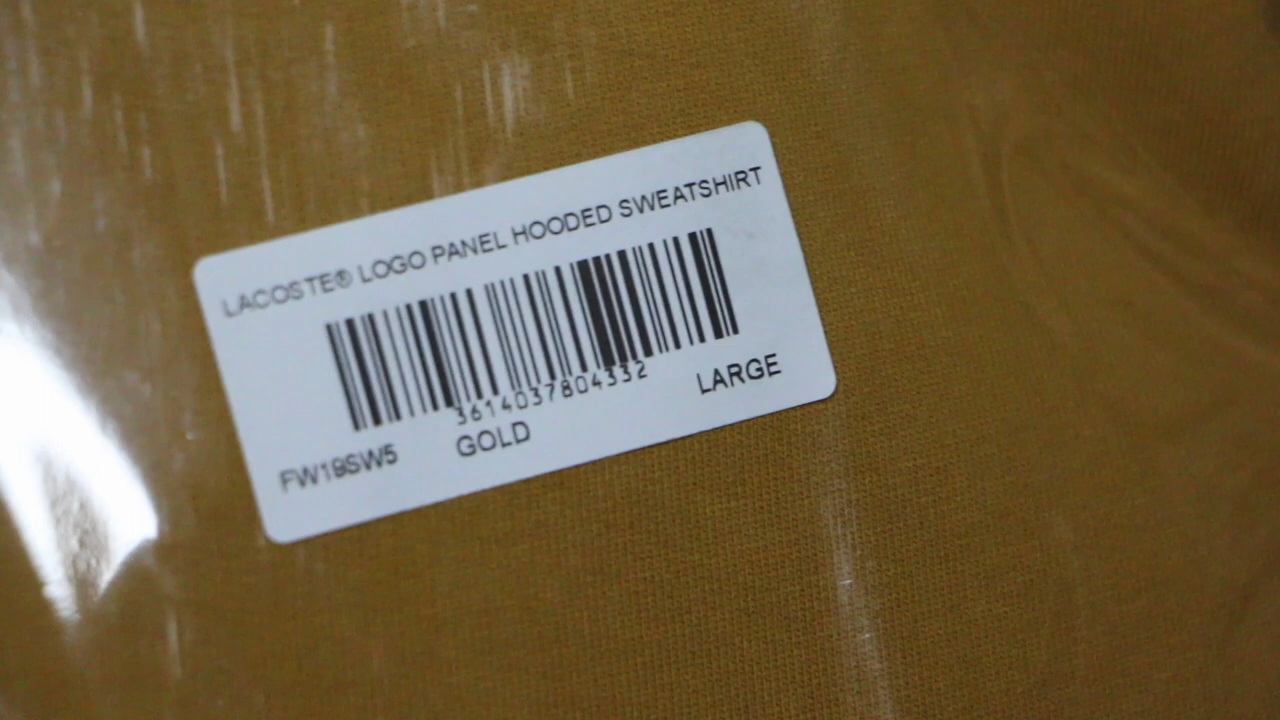 LACOSTE® LOGO PANEL HOODED SWEATSHIRT
3614037804332
FW19SW5 GOLD LARGE